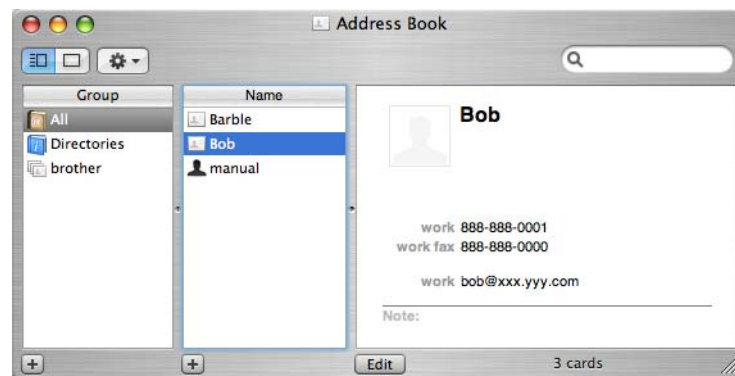 Address Book
Group
All
Directories
brother
Name
Barble
Bob
manual
Bob
work 888-888-0001
work fax 888-888-0000
work bob@xxx.yyy.com
Note:
Edit
3 cards